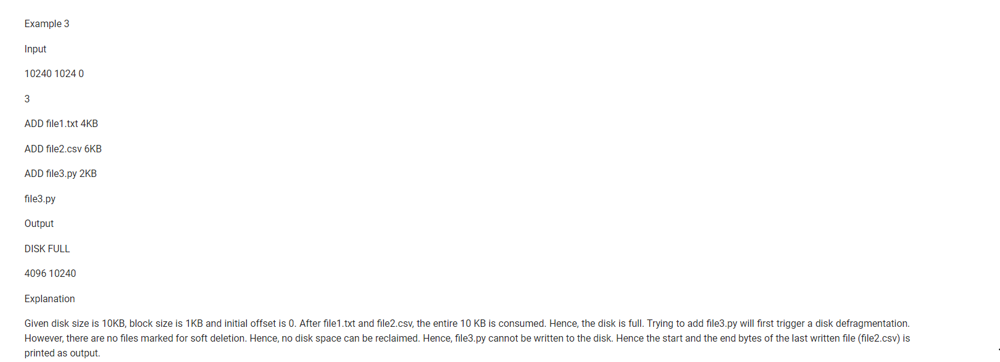 Example 3
Input
10240 1024 0
3
ADD file1.txt 4KB
ADD file2.csv 6KB
ADD file3.py 2KB
file3.py
Output
DISK FULL
4096 10240
Explanation
Given disk size is 10KB, block size is 1KB and initial offset is 0. After file1.txt and file2.csv, the entire 10 KB is consumed. Hence, the disk is full. Trying to add file3.py will first trigger a disk defragmentation.
However, there are no files marked for soft deletion. Hence, no disk space can be reclaimed. Hence, file3.py cannot be written to the disk. Hence the start and the end bytes of the last written file (file2.csv) is
printed as output.